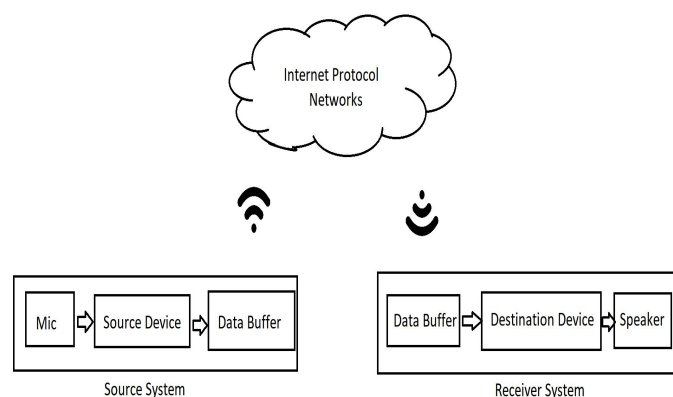 Internet Protocol
Networks
Mic
Source Device
Data Buffer
Source System
Data Buffer
Destination Device
Speaker
Receiver System